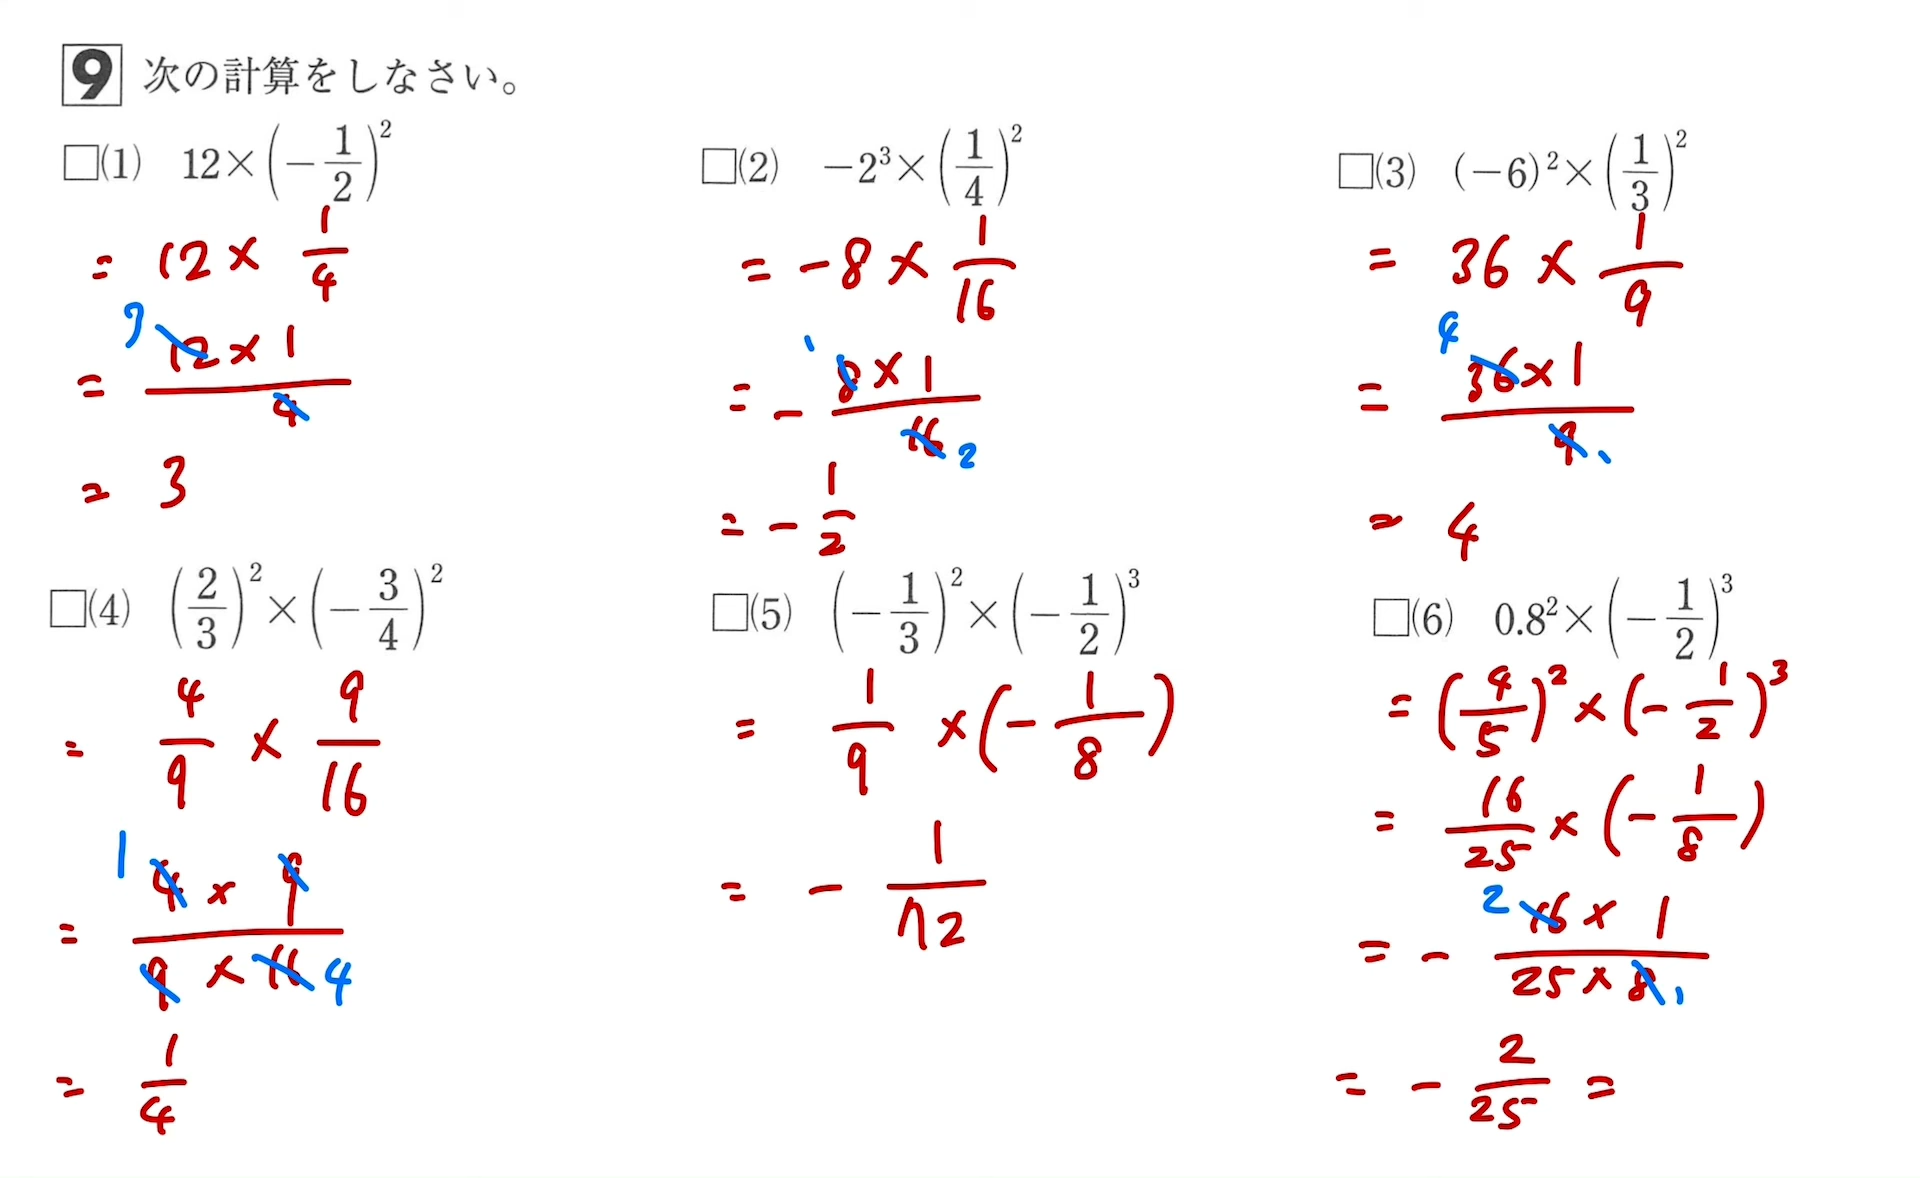 9 次の計算をしなさい。
□(1) 12×(-1/2)²
= 12 × 1/4
= 12×1/4
3
= 3
□(2) -2³×(1/4)²
= -8 × 1/16
= - 8×1/16
1
2
= - 1/2
□(3) (-6)²×(1/3)²
= 36 × 1/9
= 36×1/9
4
1
= 4
□(4) (2/3)²×(-3/4)²
= 4/9 × 9/16
= 4×9/9×16
1
4
= 1/4
□(5) (-1/3)²×(-1/2)³
= 1/9 ×(-1/8)
= - 1/72
□(6) 0.8²×(-1/2)³
= (4/5)² × (-1/2)³
= 16/25 × (-1/8)
= - 16×1/25×8
2
1
= - 2/25 =